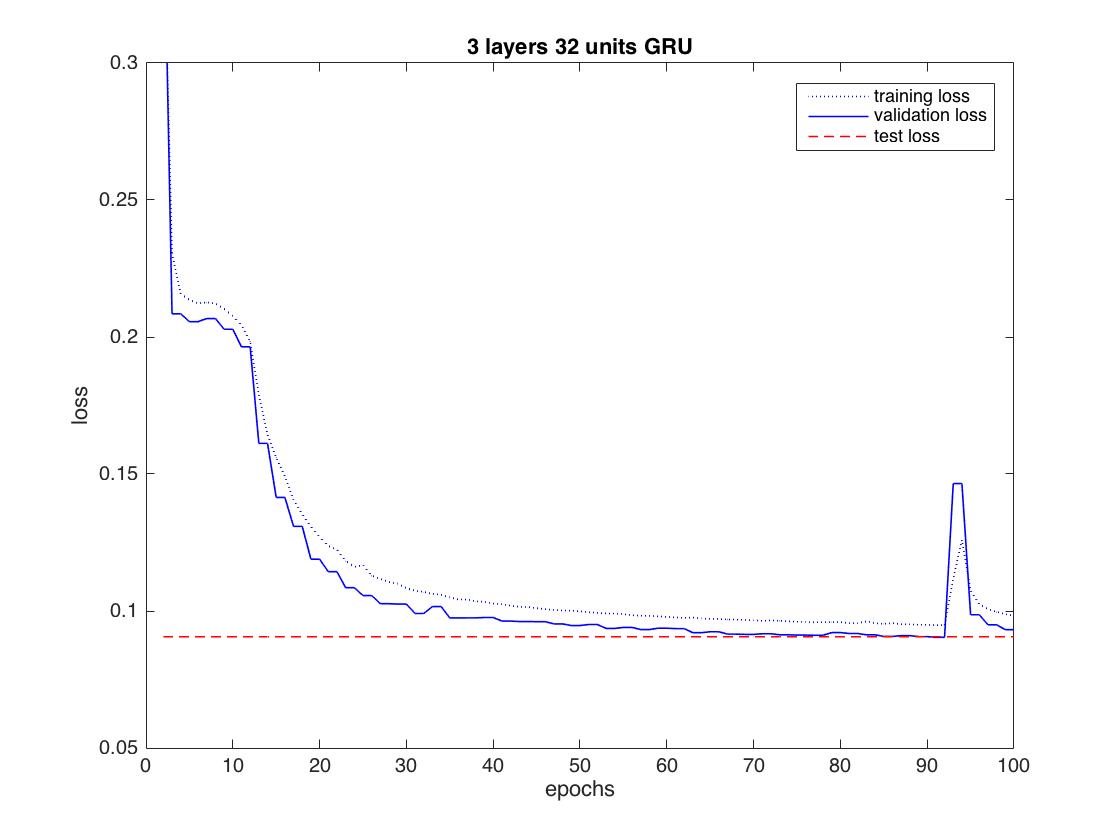 3 layers 32 units GRU
0.3
0.25
0.2
0.15
0.1
0.05
loss
training loss
validation loss
test loss
0 10 20 30 40 50 60 70 80 90 100
epochs